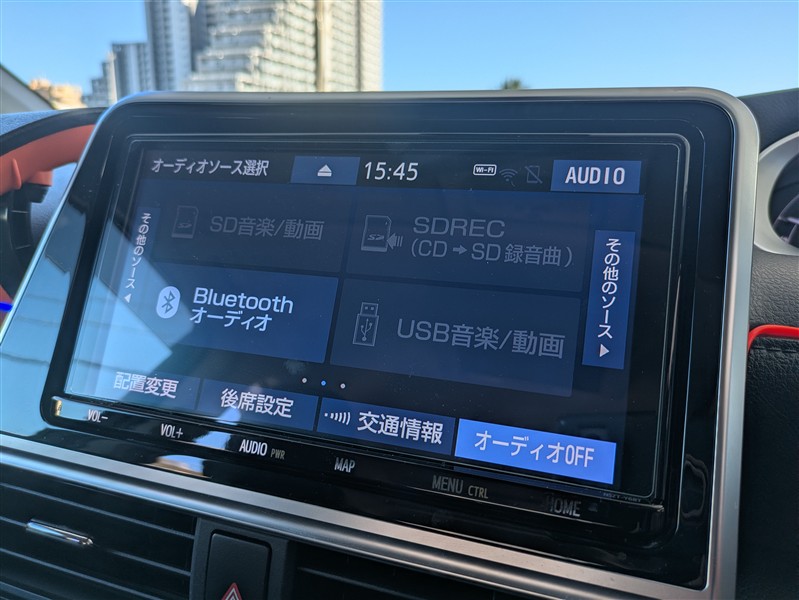 オーディオソース選択
15:45
Wi-Fi
AUDIO
その他のソース
SD音楽/動画
SD
SDREC
(CD→SD録音曲)
その他のソース
Bluetooth
オーディオ
USB音楽/動画
配置変更
後席設定
交通情報
オーディオOFF
VOL-
VOL+
AUDIO PWR
MAP
MENU CTRL
HOME